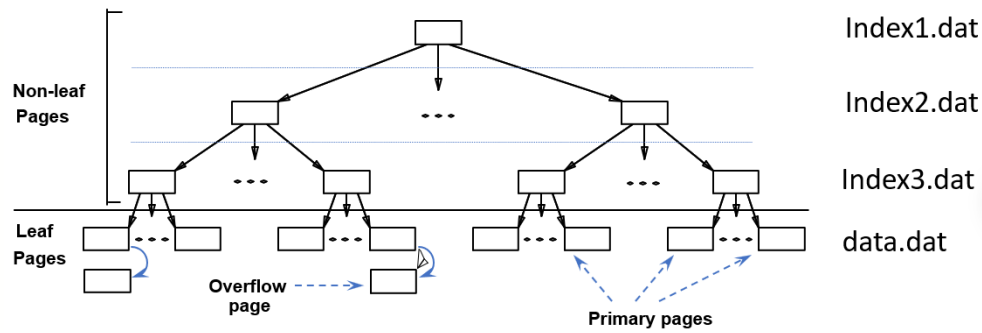 Index1.dat
Non-leaf
Pages
Index2.dat
Index3.dat
Leaf
Pages
data.dat
Overflow
page
Primary pages